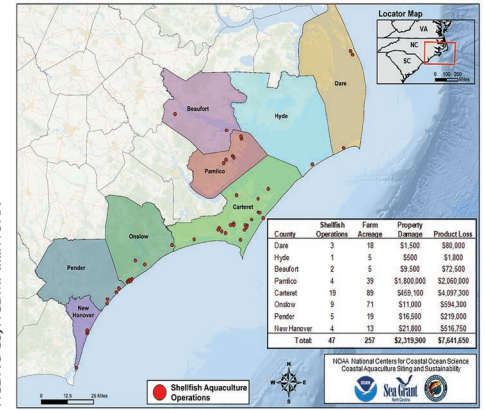 Locator Map
VA
NC
SC
0 100 200 Miles
Dare
Beaufort
Hyde
Pamlico
Carteret
Onslow
Pender
New Hanover
County Shellfish Operations Farm Acreage Property Damage Product Loss
Dare 3 18 $1,500 $80,000
Hyde 1 5 $500 $1,800
Beaufort 2 5 $9,500 $72,500
Pamlico 4 39 $1,800,000 $2,060,000
Carteret 19 89 $459,100 $4,097,300
Onslow 9 71 $11,000 $594,300
Pender 5 19 $16,500 $219,000
New Hanover 4 13 $21,800 $516,750
Total: 47 257 $2,319,900 $7,641,650
0 12.5 25 Miles
Shellfish Aquaculture
Operations
N
W E
S
NOAA National Centers for Coastal Ocean Science
Coastal Aquaculture Siting and Sustainability
NOAA
Sea Grant
North Carolina